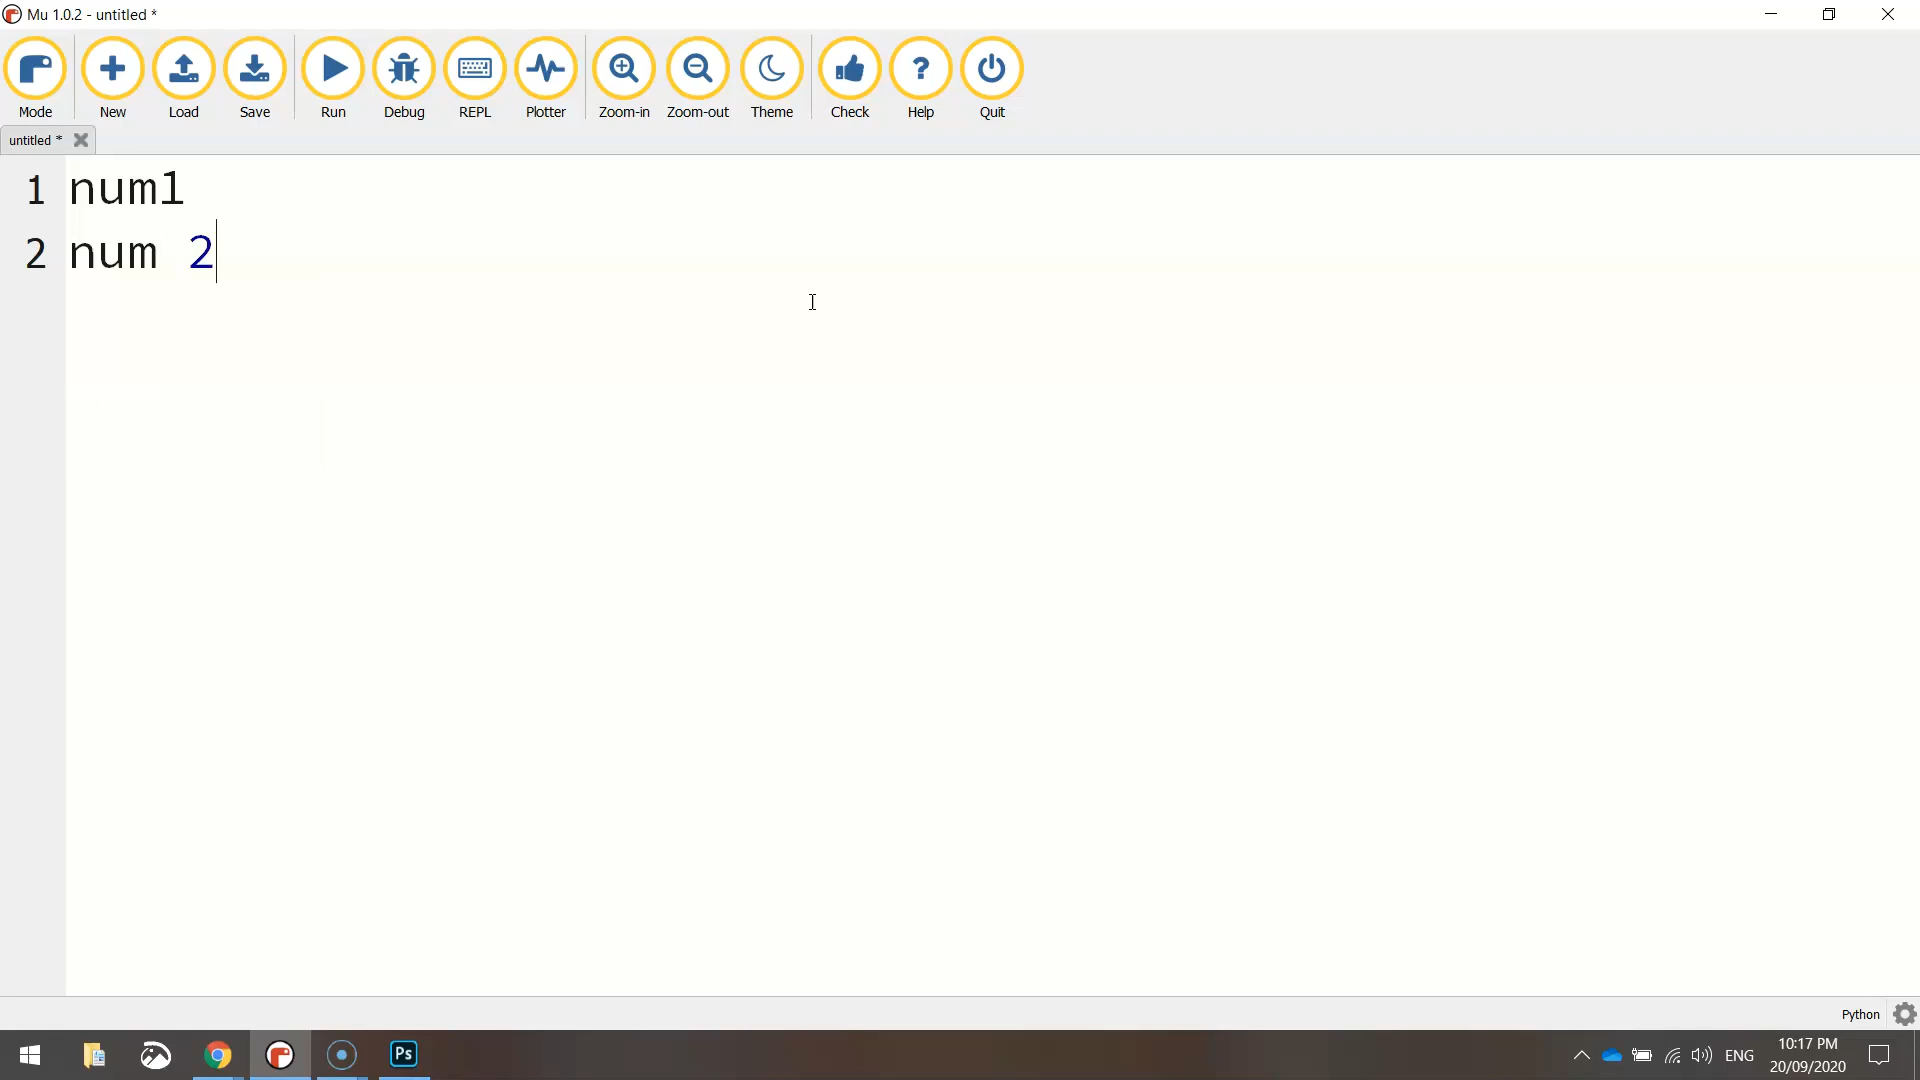 Mu 1.0.2 - untitled *
Mode New Load Save Run Debug REPL Plotter Zoom-in Zoom-out Theme Check Help Quit
untitled *
1 num1
2 num 2
Python
Ps ENG 10:17 PM
20/09/2020